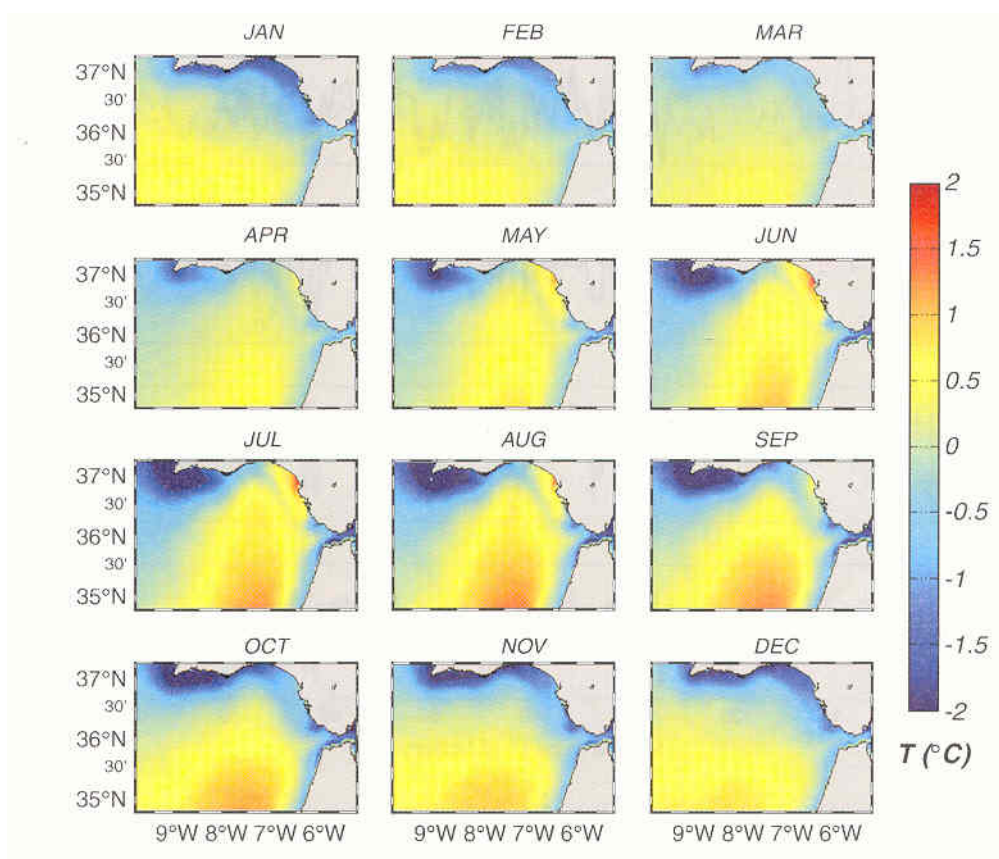 JAN FEB MAR
37°N
30'
36°N
30'
35°N
APR MAY JUN
37°N
30'
36°N
30'
35°N
JUL AUG SEP
37°N
30'
36°N
30'
35°N
OCT NOV DEC
37°N
30'
36°N
30'
35°N
9°W 8°W 7°W 6°W 9°W 8°W 7°W 6°W 9°W 8°W 7°W 6°W
2
1.5
1
0.5
0
-0.5
-1
-1.5
-2
T (°C)